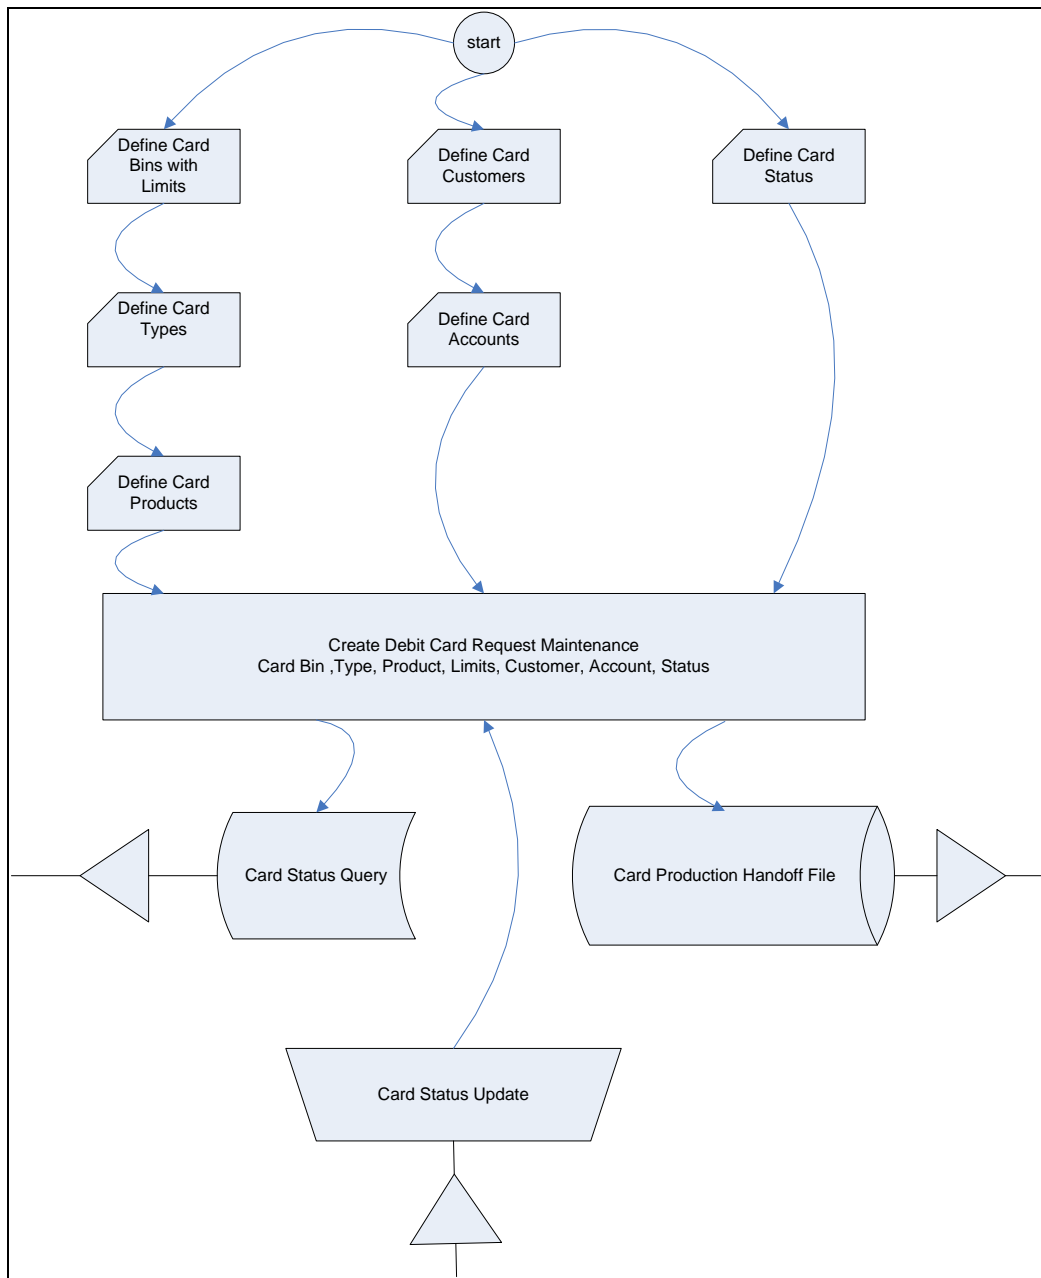 start
Define Card
Bins with
Limits
Define Card
Customers
Define Card
Status
Define Card
Types
Define Card
Accounts
Define Card
Products
Create Debit Card Request Maintenance
Card Bin ,Type, Product, Limits, Customer, Account, Status
Card Status Query
Card Production Handoff File
Card Status Update